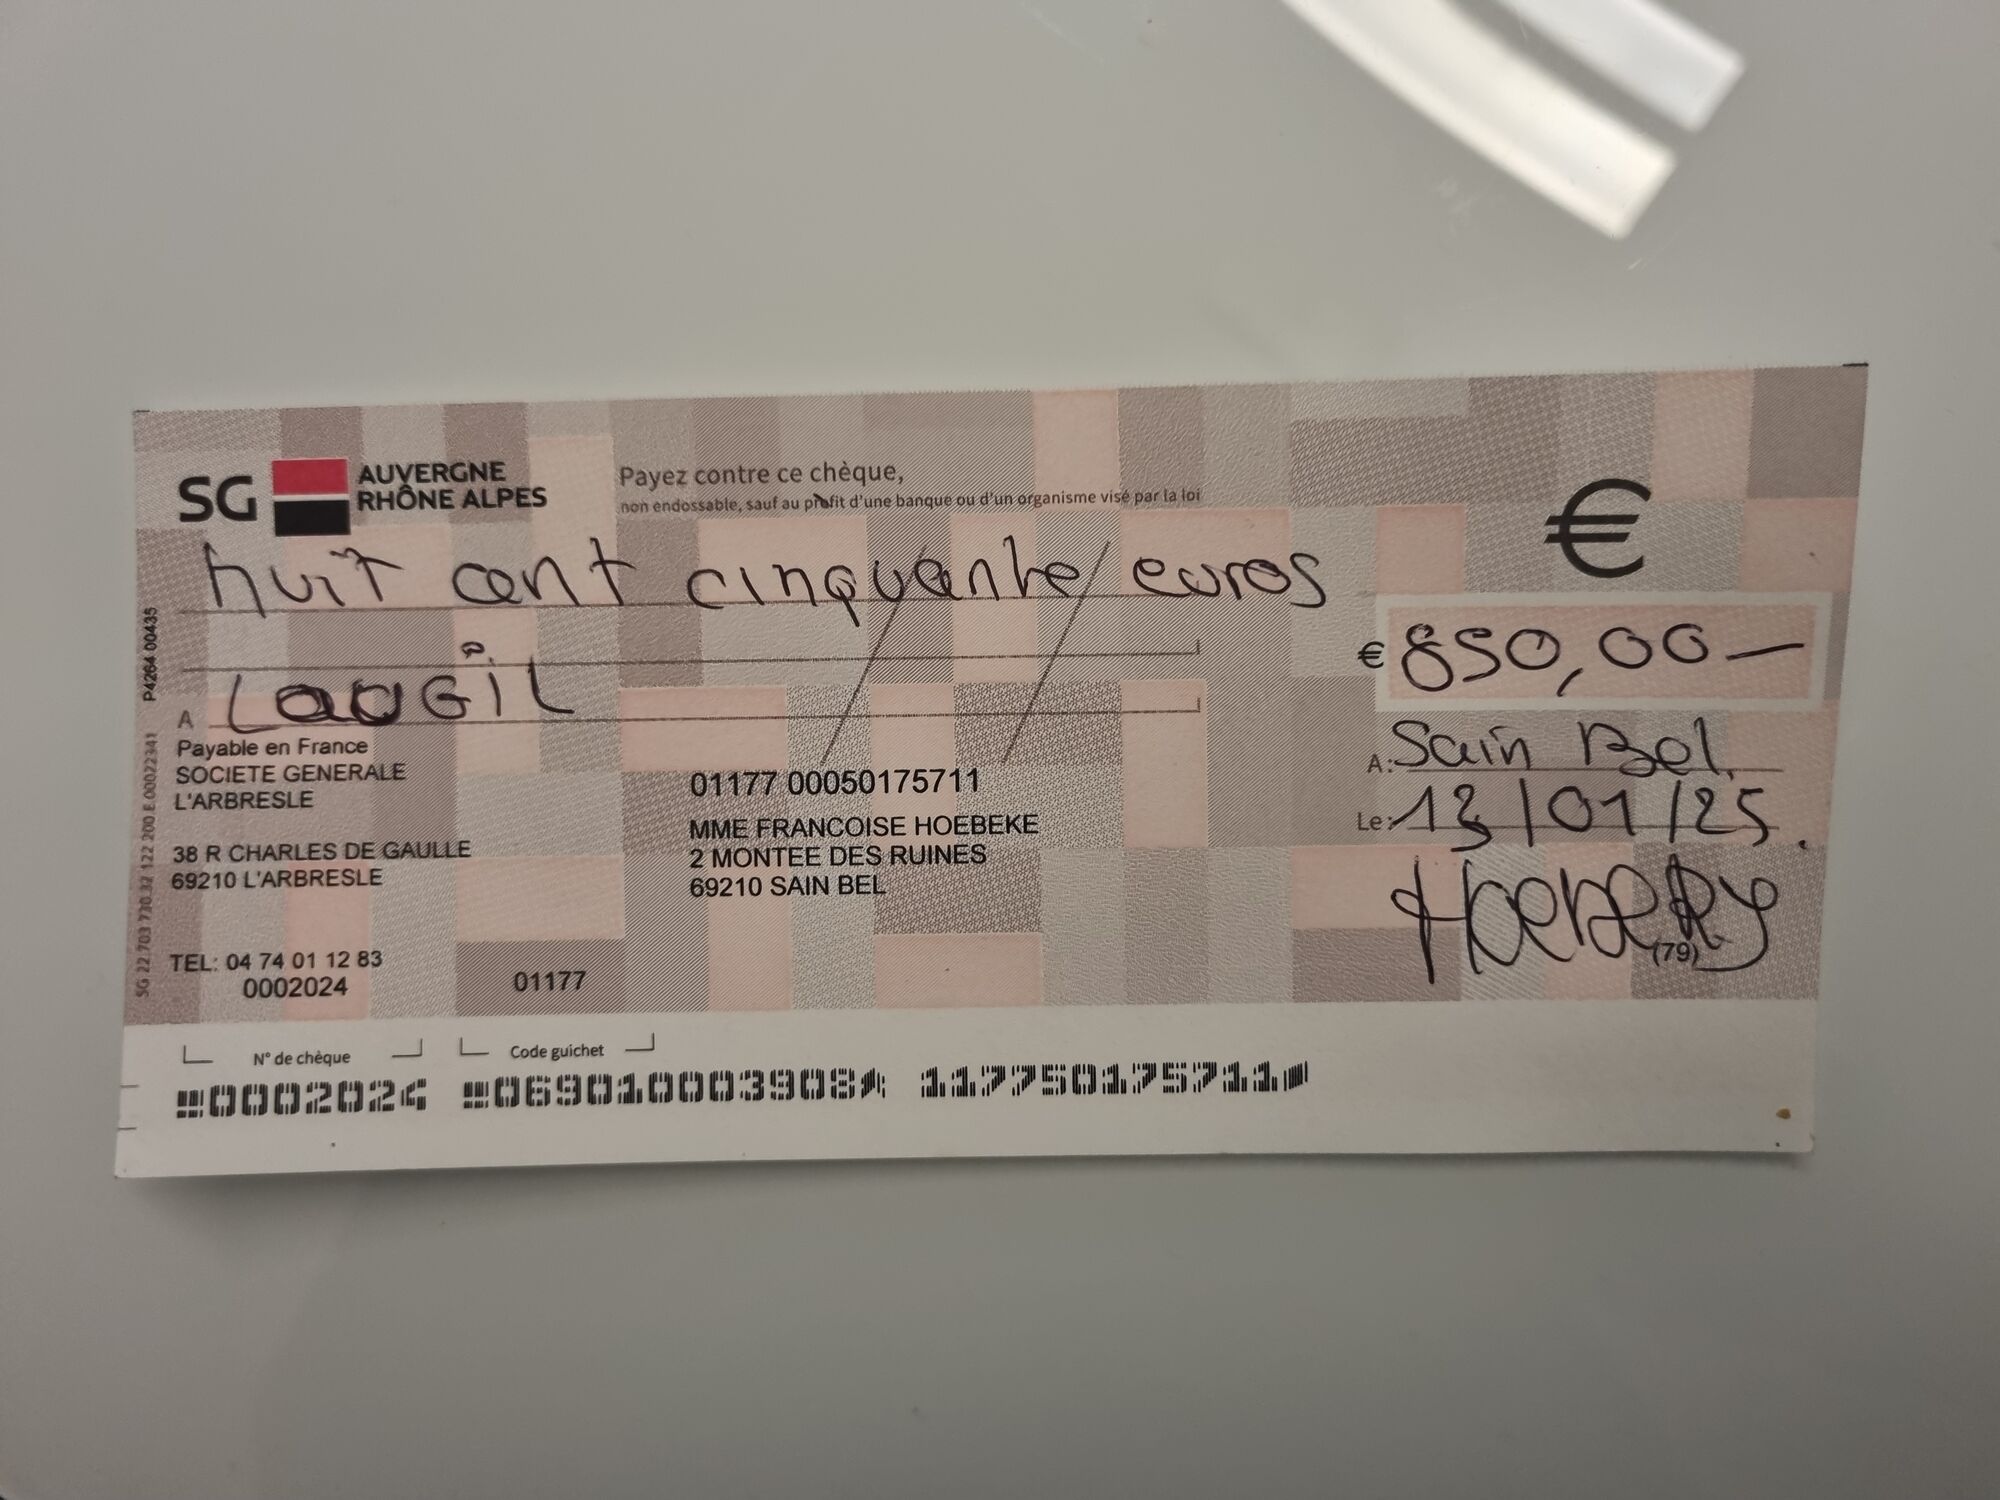 SG AUVERGNE
RHÔNE ALPES
Payez contre ce chèque,
non endossable, sauf au profit d'une banque ou d'un organisme visé par la loi
€
huit cent cinquante euros
€ 850,00 —
A LAOGIL
Payable en France
SOCIETE GENERALE
L'ARBRESLE
38 R CHARLES DE GAULLE
69210 L'ARBRESLE
TEL: 04 74 01 12 83
0002024
01177
01177 00050175711
MME FRANCOISE HOEBEKE
2 MONTEE DES RUINES
69210 SAIN BEL
A: Sain Bel
Le: 13/01/25.
(79)
P4264 00435
N° de chèque
Code guichet
0002024 069010003908 117750175711